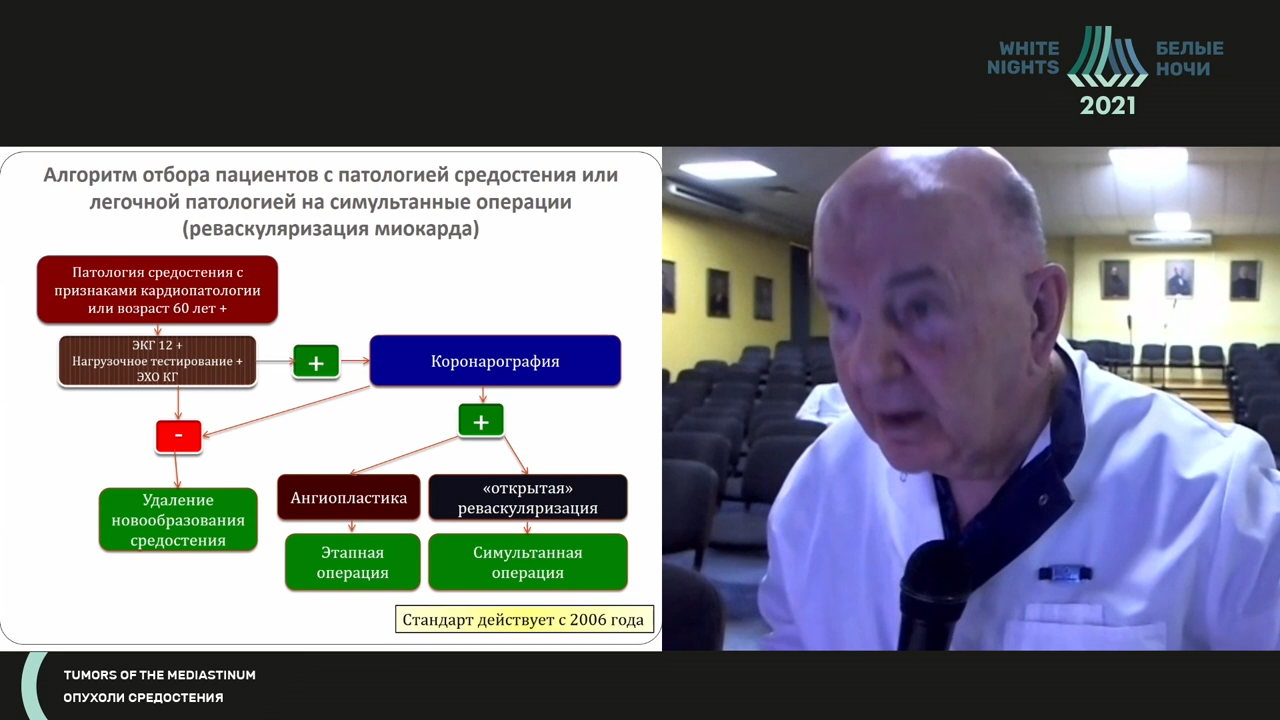 WHITE
NIGHTS
БЕЛЫЕ
НОЧИ
2021
Алгоритм отбора пациентов с патологией средостения или
легочной патологией на симультанные операции
(реваскуляризация миокарда)
Патология средостения с
признаками кардиопатологии
или возраст 60 лет +
ЭКГ 12 +
Нагрузочное тестирование +
ЭХО КГ
+
Коронарография
-
+
Удаление
новообразования
средостения
Ангиопластика
«открытая»
реваскуляризация
Этапная
операция
Симультанная
операция
Стандарт действует с 2006 года
TUMORS OF THE MEDIASTINUM
ОПУХОЛИ СРЕДОСТЕНИЯ